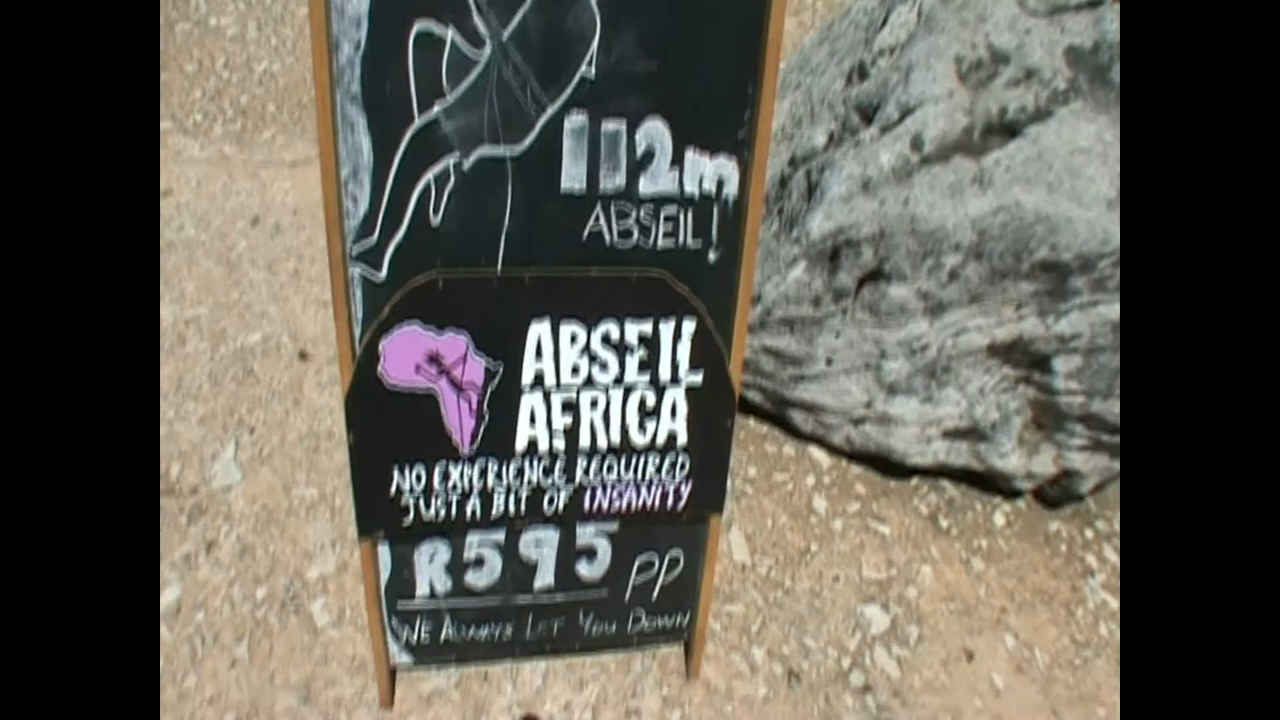 112m
ABSEIL!
ABSEIL
AFRICA
NO EXPERIENCE REQUIRED
JUST A BIT OF INSANITY
R595 PP
WE ALWAYS LET YOU DOWN